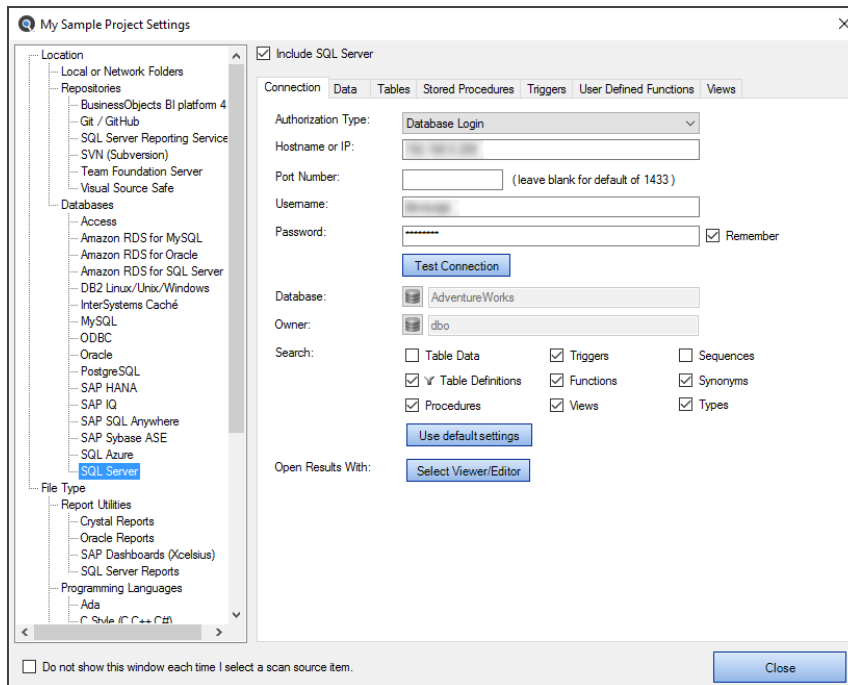 My Sample Project Settings
Location
Local or Network Folders
Repositories
BusinessObjects BI platform 4
Git / GitHub
SQL Server Reporting Service
SVN (Subversion)
Team Foundation Server
Visual Source Safe
Databases
Access
Amazon RDS for MySQL
Amazon RDS for Oracle
Amazon RDS for SQL Server
DB2 Linux/Unix/Windows
InterSystems Caché
MySQL
ODBC
Oracle
PostgreSQL
SAP HANA
SAP IQ
SAP SQL Anywhere
SAP Sybase ASE
SQL Azure
SQL Server
File Type
Report Utilities
Crystal Reports
Oracle Reports
SAP Dashboards (Xcelsius)
SQL Server Reports
Programming Languages
Ada
C Style (C C++ C#)
Include SQL Server
Connection Data Tables Stored Procedures Triggers User Defined Functions Views
Authorization Type: Database Login
Hostname or IP:
Port Number: (leave blank for default of 1433 )
Username:
Password: ******** Remember
Test Connection
Database: AdventureWorks
Owner: dbo
Search: Table Data Triggers Sequences
Table Definitions Functions Synonyms
Procedures Views Types
Use default settings
Open Results With: Select Viewer/Editor
Do not show this window each time I select a scan source item.
Close